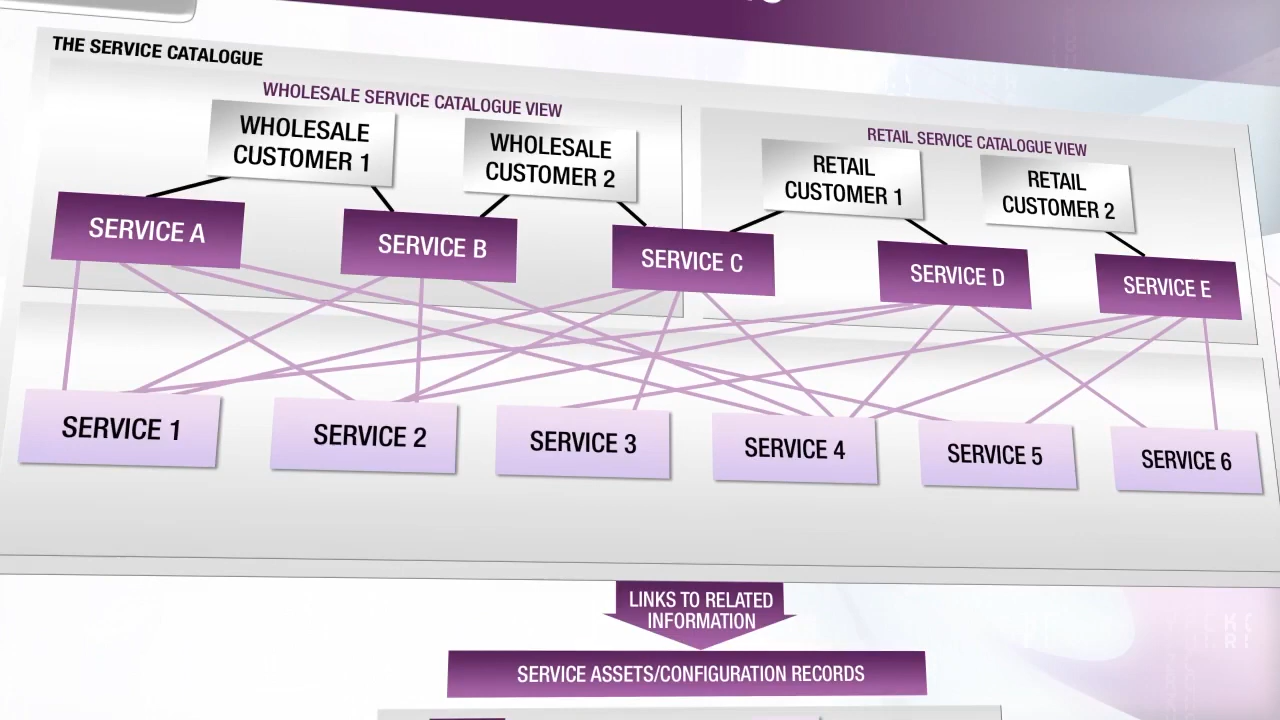 THE SERVICE CATALOGUE
WHOLESALE SERVICE CATALOGUE VIEW
RETAIL SERVICE CATALOGUE VIEW
WHOLESALE
CUSTOMER 1
WHOLESALE
CUSTOMER 2
RETAIL
CUSTOMER 1
RETAIL
CUSTOMER 2
SERVICE A
SERVICE B
SERVICE C
SERVICE D
SERVICE E
SERVICE 1
SERVICE 2
SERVICE 3
SERVICE 4
SERVICE 5
SERVICE 6
LINKS TO RELATED
INFORMATION
SERVICE ASSETS/CONFIGURATION RECORDS